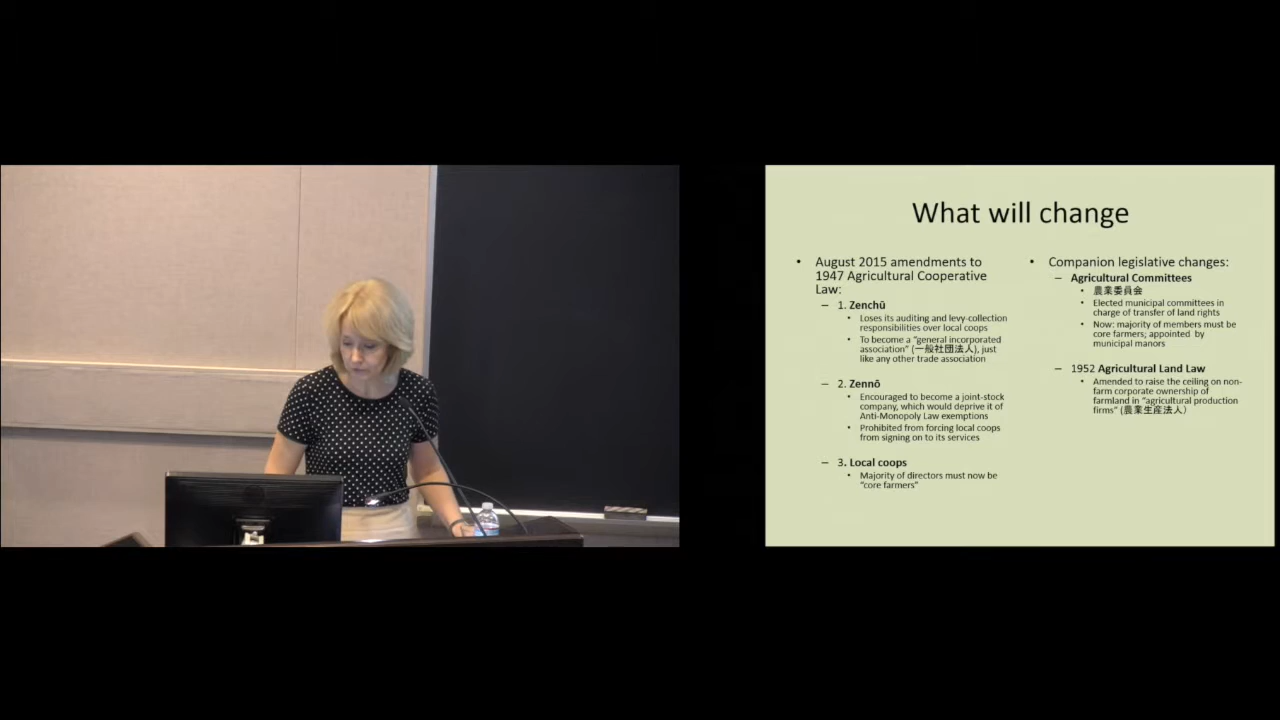 What will change
• August 2015 amendments to
1947 Agricultural Cooperative
Law:
– 1. Zenchū
• Loses its auditing and levy-collection
responsibilities over local coops
• To become a “general incorporated
association” (一般社団法人), just
like any other trade association
– 2. Zennō
• Encouraged to become a joint-stock
company, which would deprive it of
Anti-Monopoly Law exemptions
• Prohibited from forcing local coops
from signing on to its services
– 3. Local coops
• Majority of directors must now be
“core farmers”
• Companion legislative changes:
– Agricultural Committees
• 農業委員会
• Elected municipal committees in
charge of transfer of land rights
• Now: majority of members must be
core farmers; appointed by
municipal manors
– 1952 Agricultural Land Law
• Amended to raise the ceiling on non-
farm corporate ownership of
farmland in “agricultural production
firms” (農業生産法人)